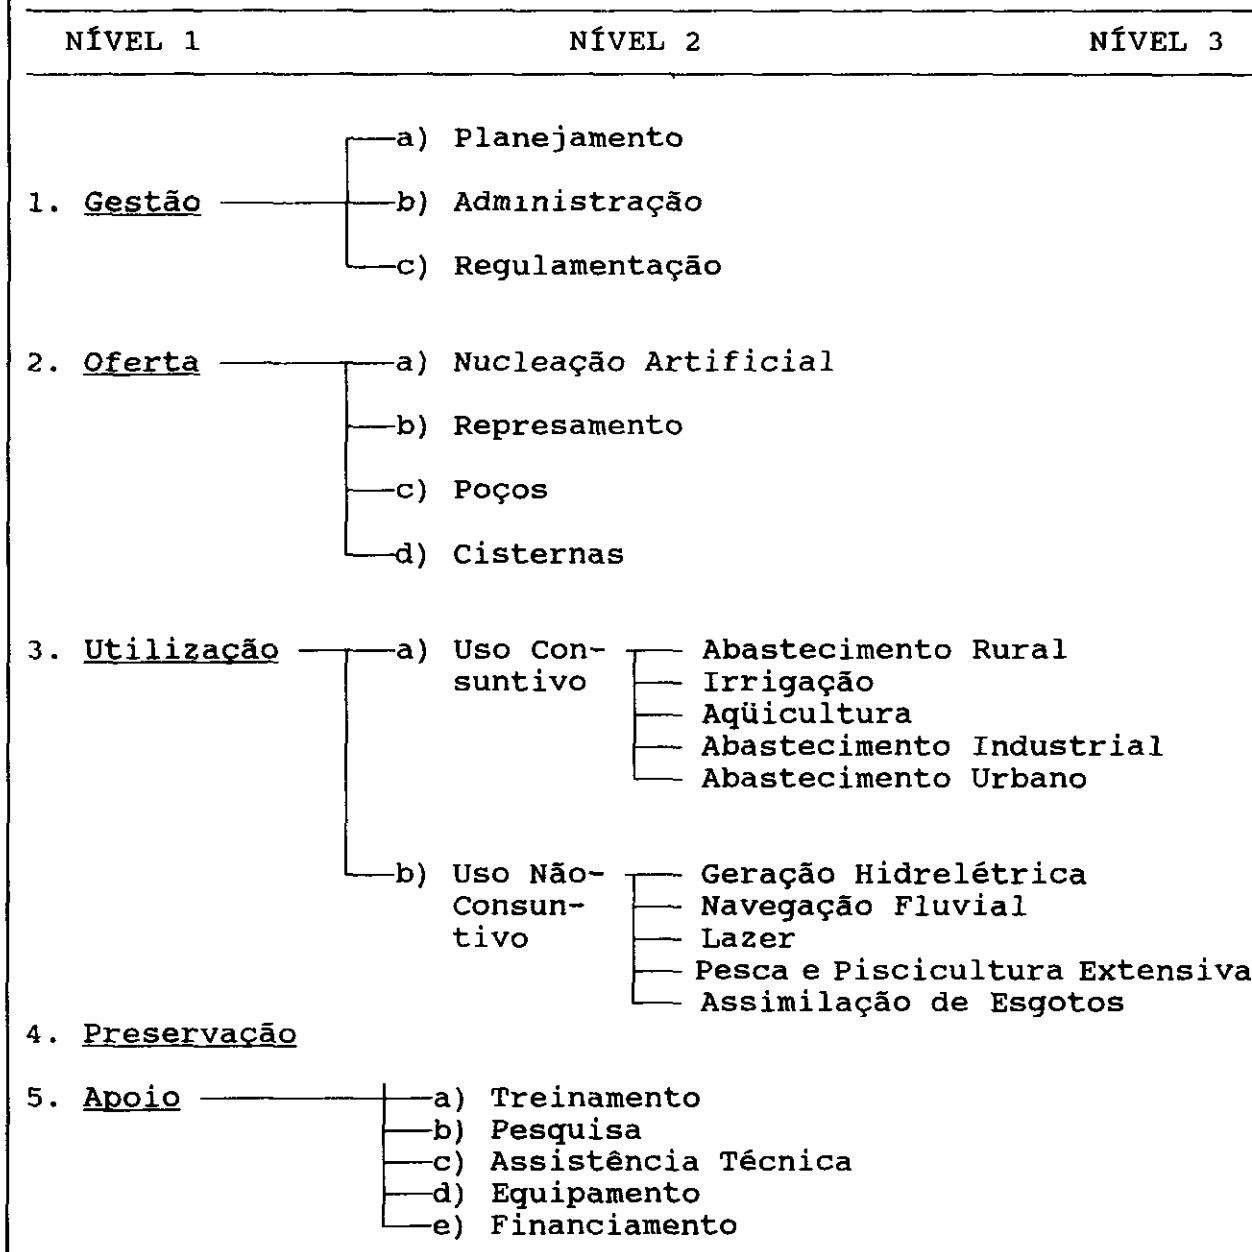 NÍVEL 1 NÍVEL 2 NÍVEL 3
a) Planejamento
1. Gestão b) Administração
c) Regulamentação
2. Oferta a) Nucleação Artificial
b) Represamento
c) Poços
d) Cisternas
3. Utilização a) Uso Con- Abastecimento Rural
suntivo Irrigação
Aqüicultura
Abastecimento Industrial
Abastecimento Urbano
b) Uso Não- Geração Hidrelétrica
Consun- Navegação Fluvial
tivo Lazer
Pesca e Piscicultura Extensiva
Assimilação de Esgotos
4. Preservação
5. Apoio a) Treinamento
b) Pesquisa
c) Assistência Técnica
d) Equipamento
e) Financiamento